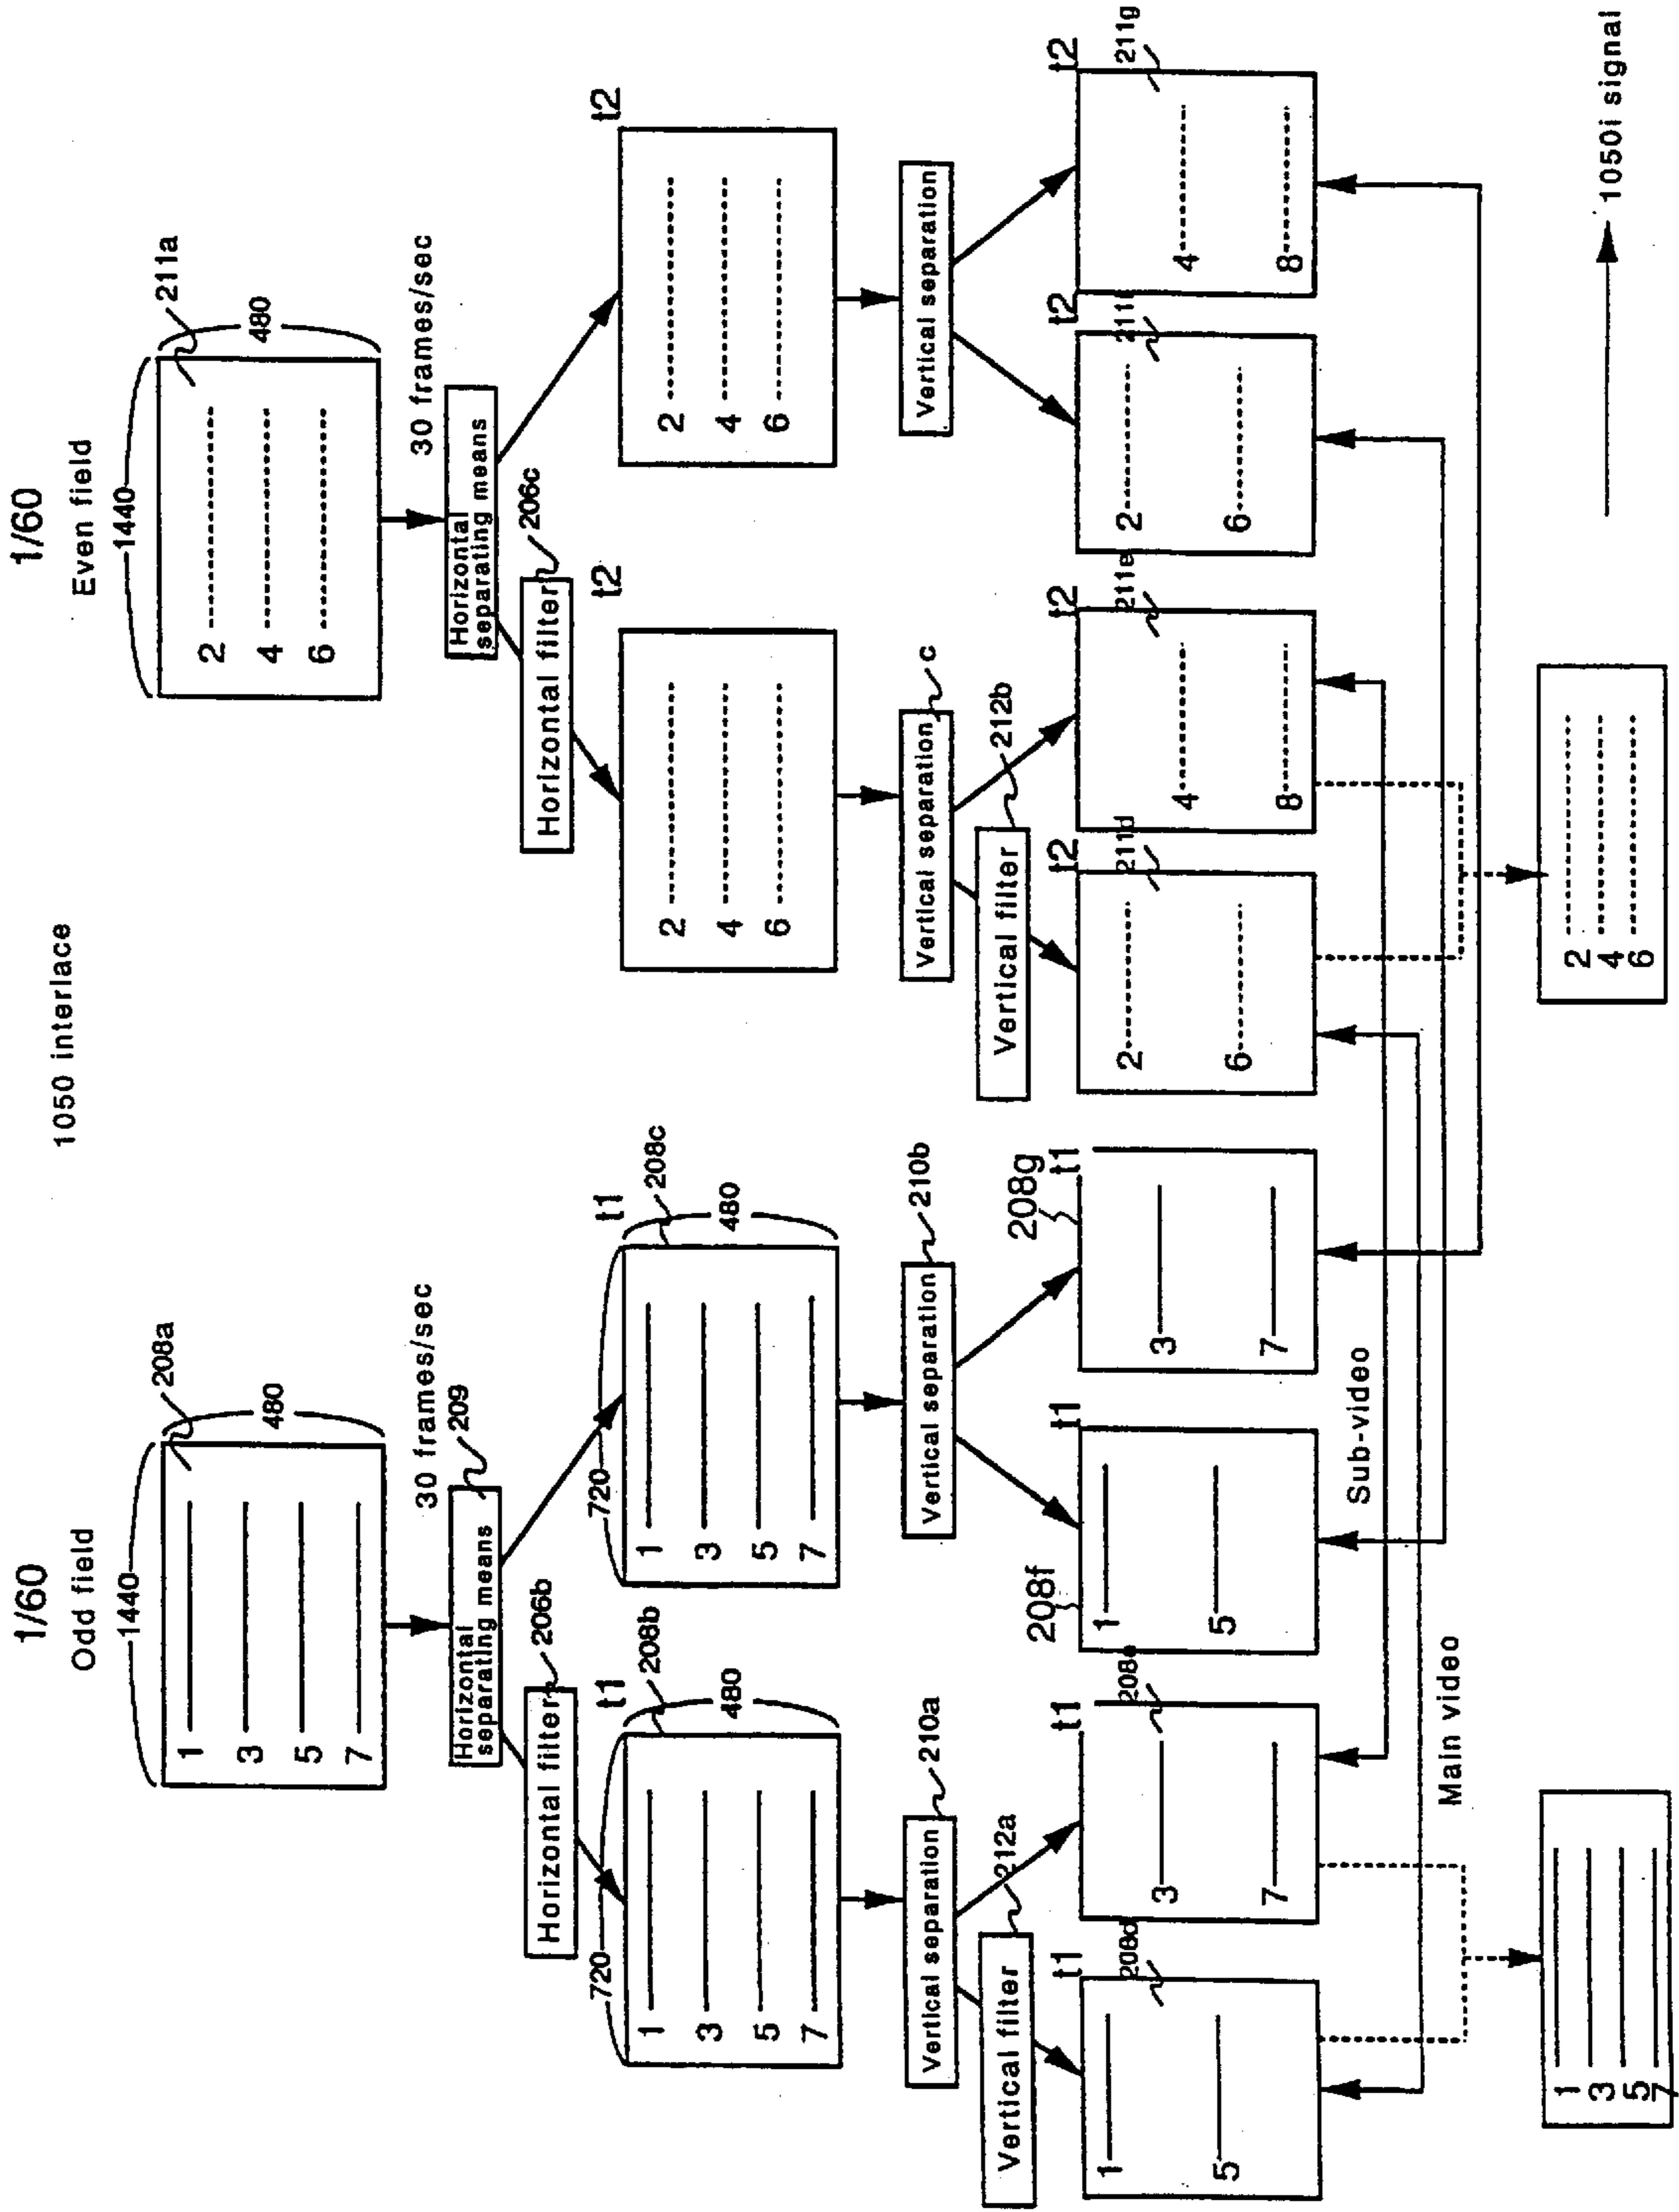 1050 interlace
1/60
Odd field
1440
208a
480
1
3
5
7
30 frames/sec
Horizontal separating means
209
Horizontal filter
206b
720
t1
208b
480
1
3
5
7
720
t1
208c
480
1
3
5
7
Vertical separation
210a
Vertical separation
210b
Vertical filter
212a
t1
208d
1
5
t1
208e
3
7
208f
t1
1
5
208g
t1
3
7
1/60
Even field
1440
211a
480
2
4
6
30 frames/sec
Horizontal separating means
Horizontal filter
206c
t2
2
4
6
t2
2
4
6
Vertical separation
c
Vertical separation
Vertical filter
212b
t2
211d
2
6
t2
211e
4
8
t2
211f
2
6
t2
211g
4
8
Sub-video
Main video
1
3
5
7
2
4
6
1050i signal